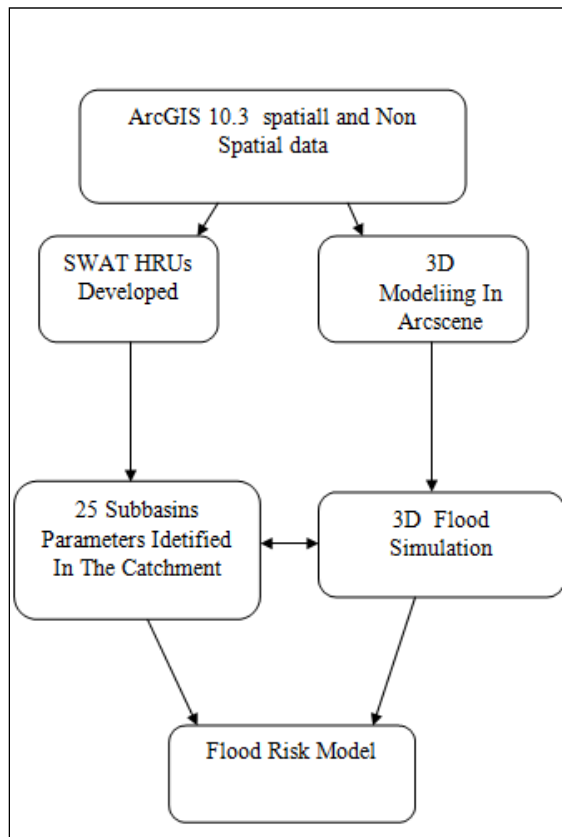 ArcGIS 10.3 spatiall and Non
Spatial data
SWAT HRUs
Developed
3D
Modeliing In
Arcscene
25 Subbasins
Parameters Idetified
In The Catchment
3D Flood
Simulation
Flood Risk Model